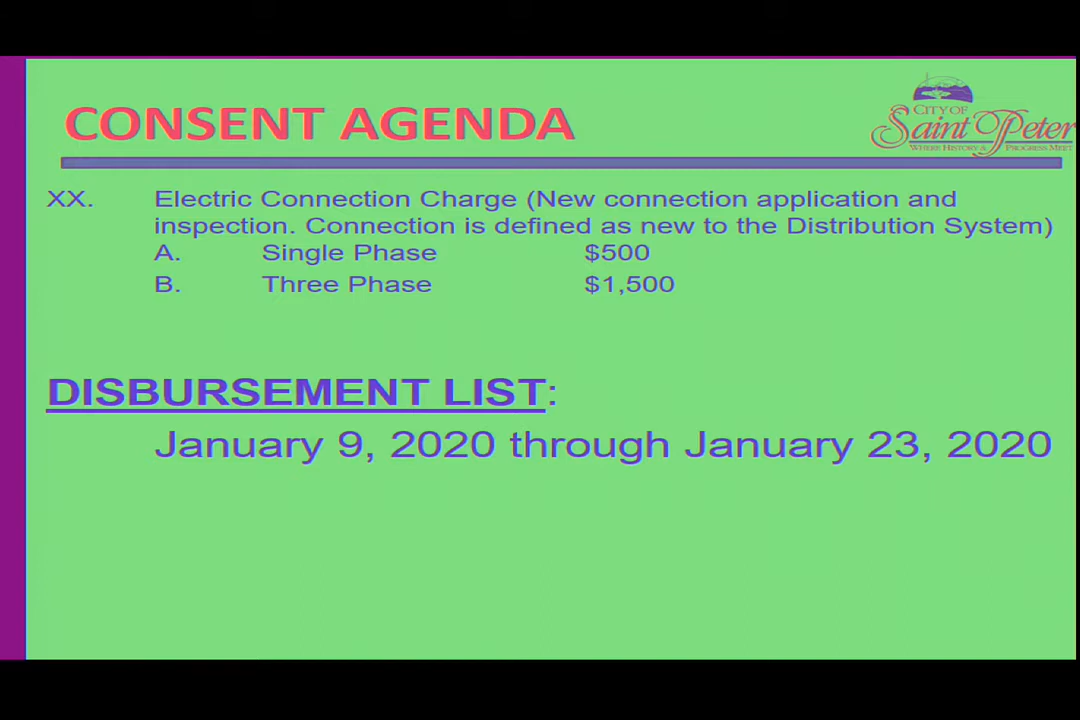 CONSENT AGENDA
CITY OF
Saint Peter
WHERE HISTORY & PROGRESS MEET
XX. Electric Connection Charge (New connection application and
inspection. Connection is defined as new to the Distribution System)
A. Single Phase $500
B. Three Phase $1,500
DISBURSEMENT LIST:
January 9, 2020 through January 23, 2020